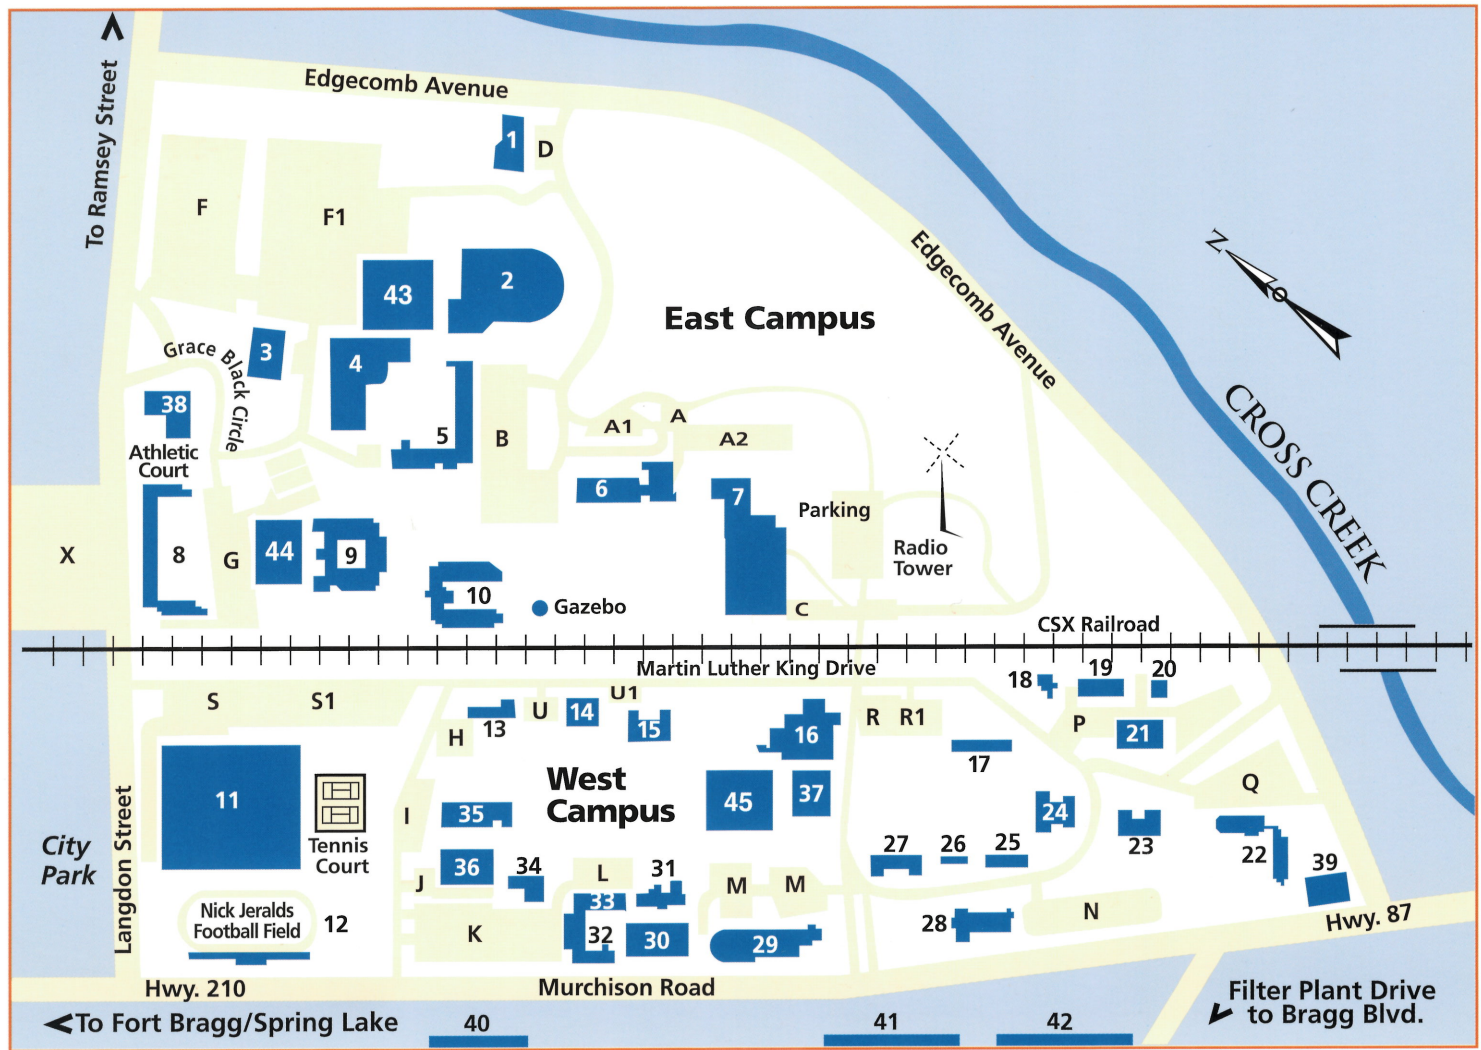 To Ramsey Street
Edgecomb Avenue
1
D
F
F1
2
43
East Campus
Edgecomb Avenue
N
Grace Black Circle
3
4
38
Athletic
Court
5
B
A1
A
A2
CROSS CREEK
6
7
Parking
Radio
Tower
X
8
G
44
9
10
Gazebo
C
CSX Railroad
Martin Luther King Drive
18
19
20
S
S1
H
13
U
14
U1
15
16
R
R1
17
P
21
11
West
Campus
45
37
Q
I
35
24
23
22
39
Tennis
Court
City
Park
Langdon Street
J
36
34
L
31
M
M
27
26
25
33
Nick Jeralds
Football Field
12
K
32
30
29
28
N
Hwy. 87
Hwy. 210
Murchison Road
Filter Plant Drive
to Bragg Blvd.
To Fort Bragg/Spring Lake
40
41
42